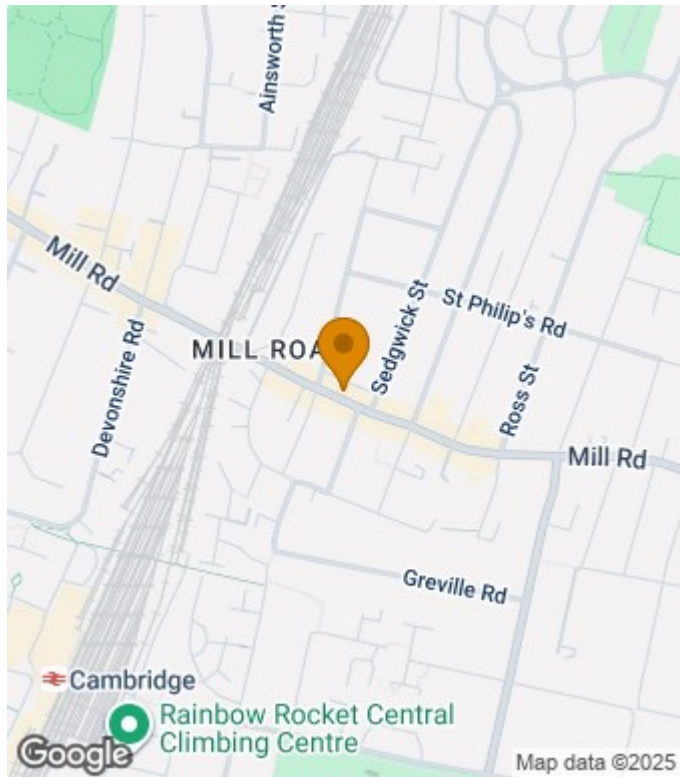 Ainsworth S
Mill Rd
MILL ROA
Devonshire Rd
Sedgwick St
St Philip's Rd
Ross St
Mill Rd
Greville Rd
Cambridge
Rainbow Rocket Central
Climbing Centre
Google
Map data ©2025